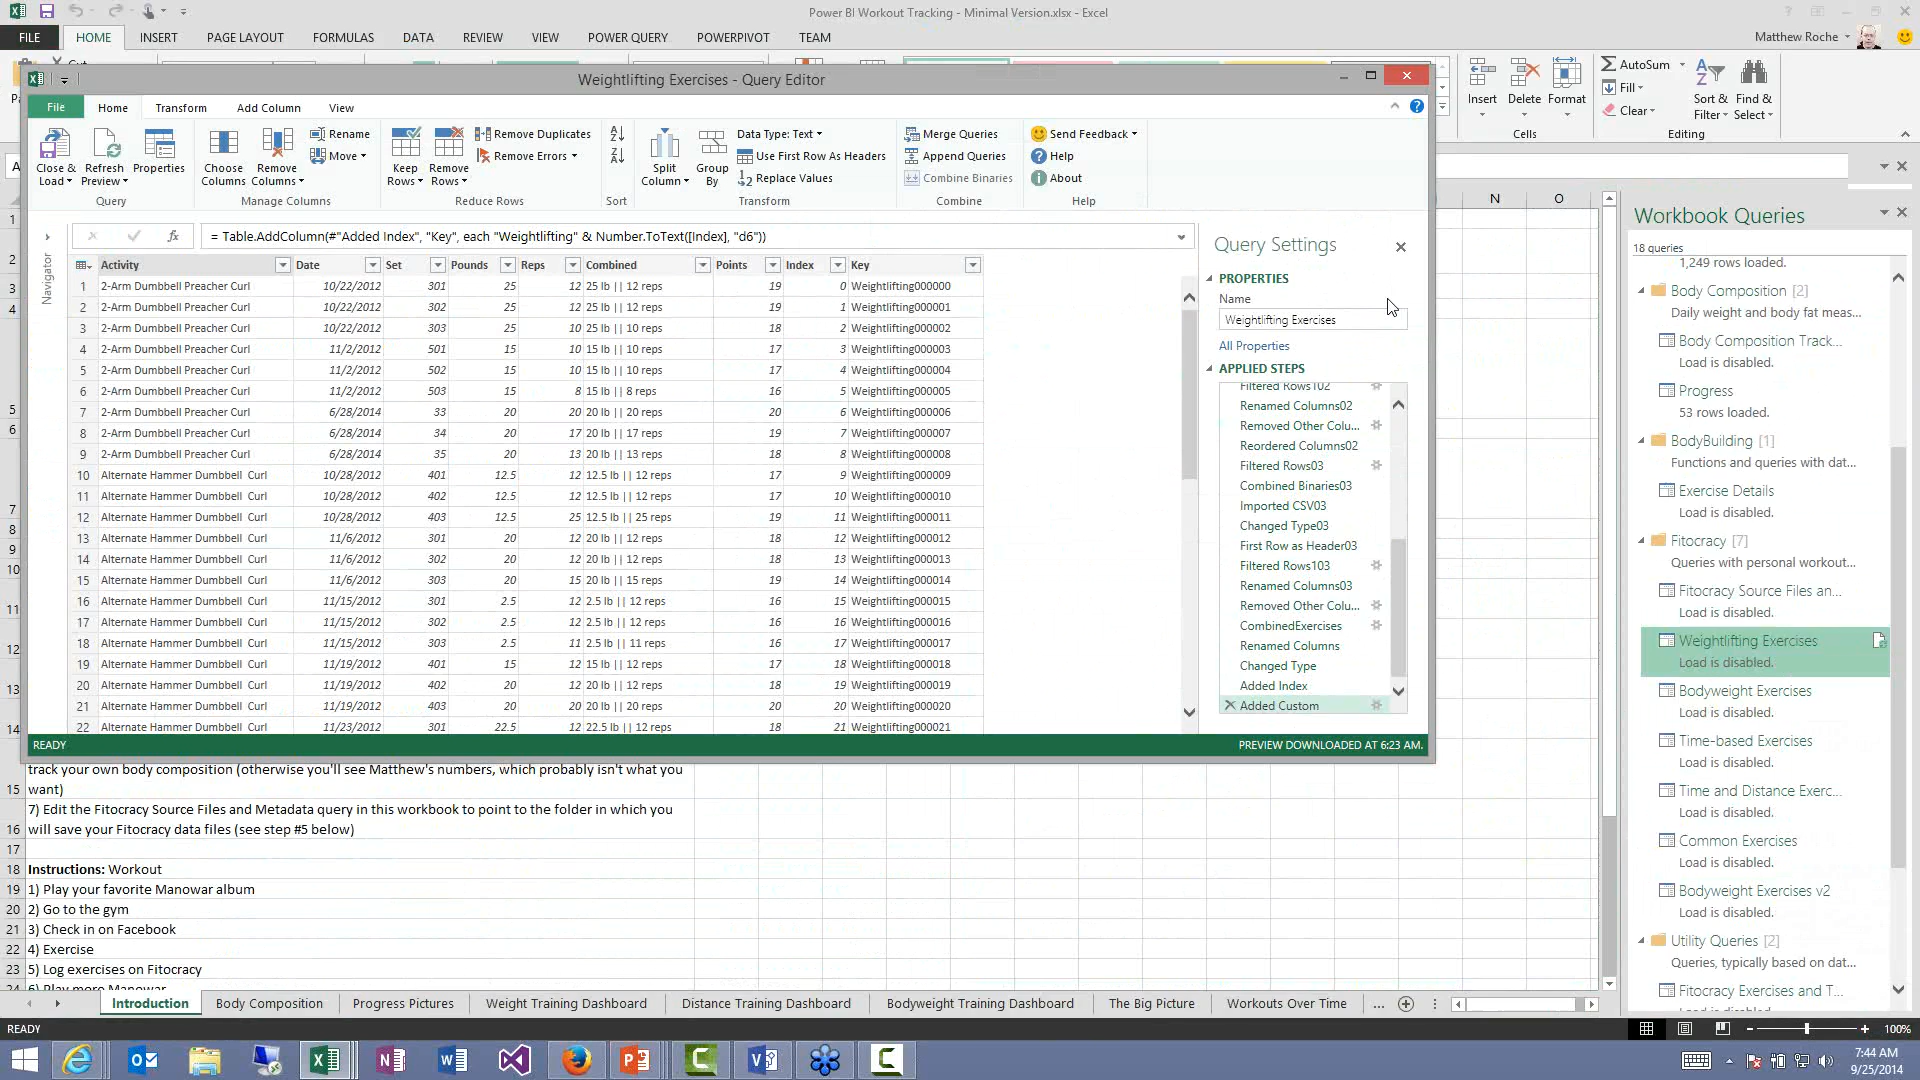 Power BI Workout Tracking - Minimal Version.xlsx - Excel
FILE HOME INSERT PAGE LAYOUT FORMULAS DATA REVIEW VIEW POWER QUERY POWERPIVOT TEAM
Matthew Roche
Weightlifting Exercises - Query Editor
File Home Transform Add Column View
Close & Load
Refresh Preview
Properties
Query
Choose Columns
Remove Columns
Rename
Move
Manage Columns
Keep Rows
Remove Rows
Remove Duplicates
Remove Errors
Reduce Rows
Sort
Split Column
Group By
Data Type: Text
Use First Row As Headers
Replace Values
Transform
Merge Queries
Append Queries
Combine Binaries
Combine
Send Feedback
Help
About
Help
Insert Delete Format
Cells
AutoSum
Fill
Clear
Sort & Filter
Find & Select
Editing
Navigator
fx
= Table.AddColumn(#"Added Index", "Key", each "Weightlifting" & Number.ToText([Index], "d6"))
Activity Date Set Pounds Reps Combined Points Index Key
1 2-Arm Dumbbell Preacher Curl 10/22/2012 301 25 12 25 lb || 12 reps 19 0 Weightlifting000000
2 2-Arm Dumbbell Preacher Curl 10/22/2012 302 25 12 25 lb || 12 reps 19 1 Weightlifting000001
3 2-Arm Dumbbell Preacher Curl 10/22/2012 303 25 10 25 lb || 10 reps 18 2 Weightlifting000002
4 2-Arm Dumbbell Preacher Curl 11/2/2012 501 15 10 15 lb || 10 reps 17 3 Weightlifting000003
5 2-Arm Dumbbell Preacher Curl 11/2/2012 502 15 10 15 lb || 10 reps 17 4 Weightlifting000004
6 2-Arm Dumbbell Preacher Curl 11/2/2012 503 15 8 15 lb || 8 reps 16 5 Weightlifting000005
7 2-Arm Dumbbell Preacher Curl 6/28/2014 33 20 20 20 lb || 20 reps 20 6 Weightlifting000006
8 2-Arm Dumbbell Preacher Curl 6/28/2014 34 20 17 20 lb || 17 reps 19 7 Weightlifting000007
9 2-Arm Dumbbell Preacher Curl 6/28/2014 35 20 13 20 lb || 13 reps 18 8 Weightlifting000008
10 Alternate Hammer Dumbbell Curl 10/28/2012 401 12.5 12 12.5 lb || 12 reps 17 9 Weightlifting000009
11 Alternate Hammer Dumbbell Curl 10/28/2012 402 12.5 12 12.5 lb || 12 reps 17 10 Weightlifting000010
12 Alternate Hammer Dumbbell Curl 10/28/2012 403 12.5 25 12.5 lb || 25 reps 19 11 Weightlifting000011
13 Alternate Hammer Dumbbell Curl 11/6/2012 301 20 12 20 lb || 12 reps 18 12 Weightlifting000012
14 Alternate Hammer Dumbbell Curl 11/6/2012 302 20 12 20 lb || 12 reps 18 13 Weightlifting000013
15 Alternate Hammer Dumbbell Curl 11/6/2012 303 20 15 20 lb || 15 reps 19 14 Weightlifting000014
16 Alternate Hammer Dumbbell Curl 11/15/2012 301 2.5 12 2.5 lb || 12 reps 16 15 Weightlifting000015
17 Alternate Hammer Dumbbell Curl 11/15/2012 302 2.5 12 2.5 lb || 12 reps 16 16 Weightlifting000016
18 Alternate Hammer Dumbbell Curl 11/15/2012 303 2.5 11 2.5 lb || 11 reps 16 17 Weightlifting000017
19 Alternate Hammer Dumbbell Curl 11/19/2012 401 15 12 15 lb || 12 reps 17 18 Weightlifting000018
20 Alternate Hammer Dumbbell Curl 11/19/2012 402 20 12 20 lb || 12 reps 18 19 Weightlifting000019
21 Alternate Hammer Dumbbell Curl 11/19/2012 403 20 20 20 lb || 20 reps 20 20 Weightlifting000020
22 Alternate Hammer Dumbbell Curl 11/23/2012 301 22.5 12 22.5 lb || 12 reps 18 21 Weightlifting000021
READY
PREVIEW DOWNLOADED AT 6:23 AM.
Query Settings
PROPERTIES
Name
Weightlifting Exercises
All Properties
APPLIED STEPS
Filtered Rows102
Renamed Columns02
Removed Other Colu...
Reordered Columns02
Filtered Rows03
Combined Binaries03
Imported CSV03
Changed Type03
First Row as Header03
Filtered Rows103
Renamed Columns03
Removed Other Colu...
CombinedExercises
Renamed Columns
Changed Type
Added Index
Added Custom
N O
1
2
3
4
5
6
7
8
9
10
11
12
13
14
track your own body composition (otherwise you'll see Matthew's numbers, which probably isn't what you
15 want)
7) Edit the Fitocracy Source Files and Metadata query in this workbook to point to the folder in which you
16 will save your Fitocracy data files (see step #5 below)
17
18 Instructions: Workout
19 1) Play your favorite Manowar album
20 2) Go to the gym
21 3) Check in on Facebook
22 4) Exercise
23 5) Log exercises on Fitocracy
24 6) Play more Manowar
Workbook Queries
18 queries
1,249 rows loaded.
Body Composition [2]
Daily weight and body fat meas...
Body Composition Track...
Load is disabled.
Progress
53 rows loaded.
BodyBuilding [1]
Functions and queries with dat...
Exercise Details
Load is disabled.
Fitocracy [7]
Queries with personal workout...
Fitocracy Source Files an...
Load is disabled.
Weightlifting Exercises
Load is disabled.
Bodyweight Exercises
Load is disabled.
Time-based Exercises
Load is disabled.
Time and Distance Exerc...
Load is disabled.
Common Exercises
Load is disabled.
Bodyweight Exercises v2
Load is disabled.
Utility Queries [2]
Queries, typically based on dat...
Fitocracy Exercises and T...
Introduction Body Composition Progress Pictures Weight Training Dashboard Distance Training Dashboard Bodyweight Training Dashboard The Big Picture Workouts Over Time ...
READY
100%
7:44 AM
9/25/2014